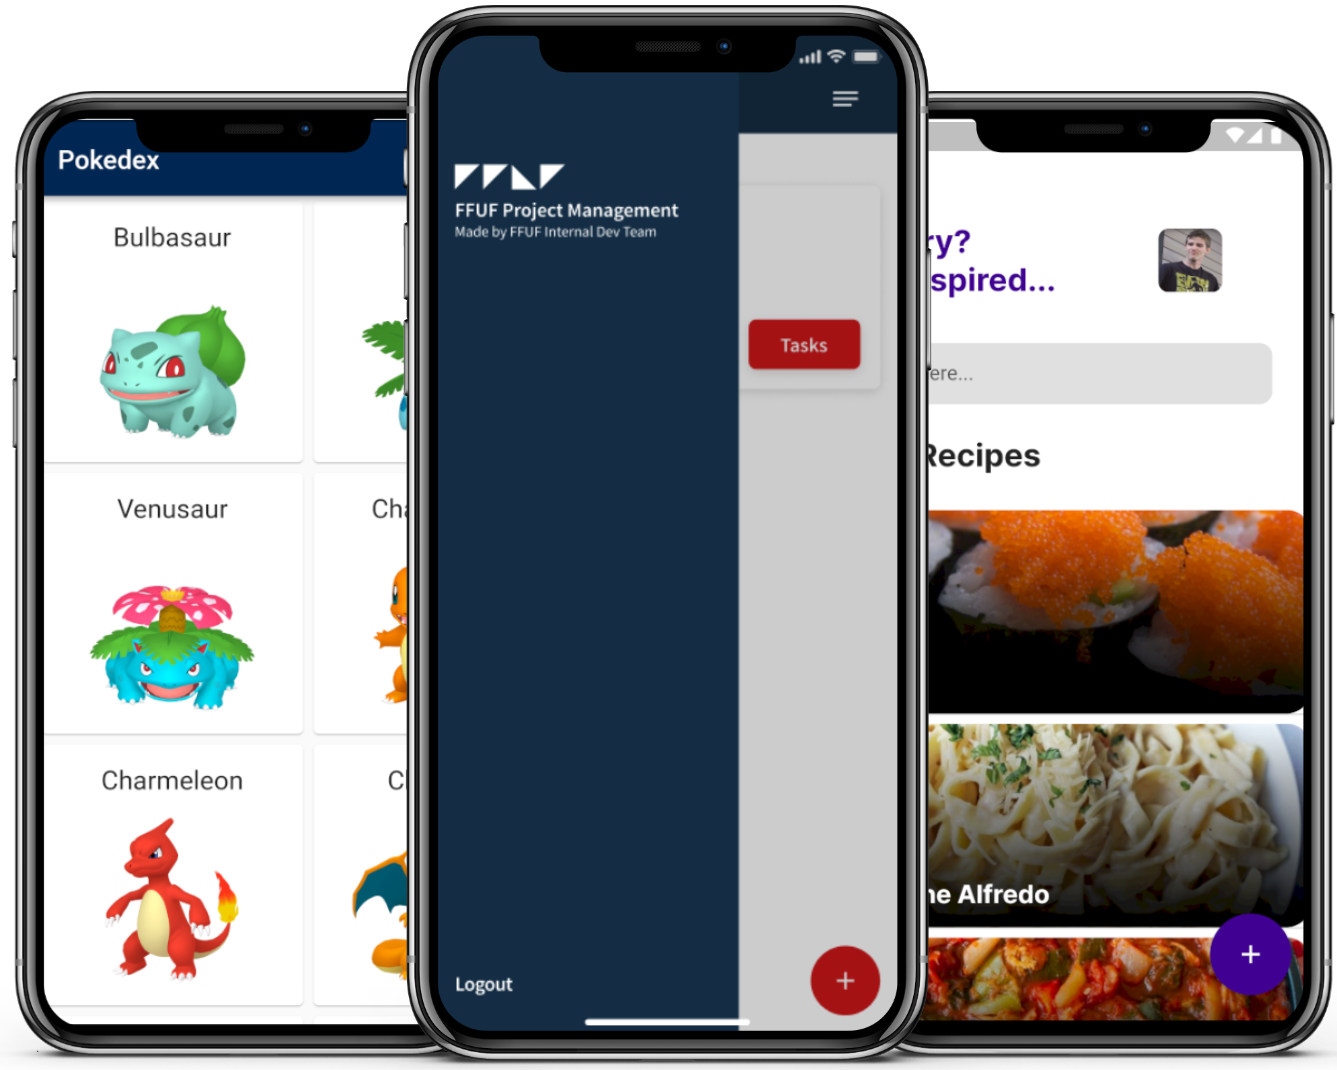 Pokedex
Bulbasaur
Venusaur
Cha
Charmeleon
FFUF Project Management
Made by FFUF Internal Dev Team
Tasks
Logout
+
ry?
spired...
ere...
Recipes
ne Alfredo
+